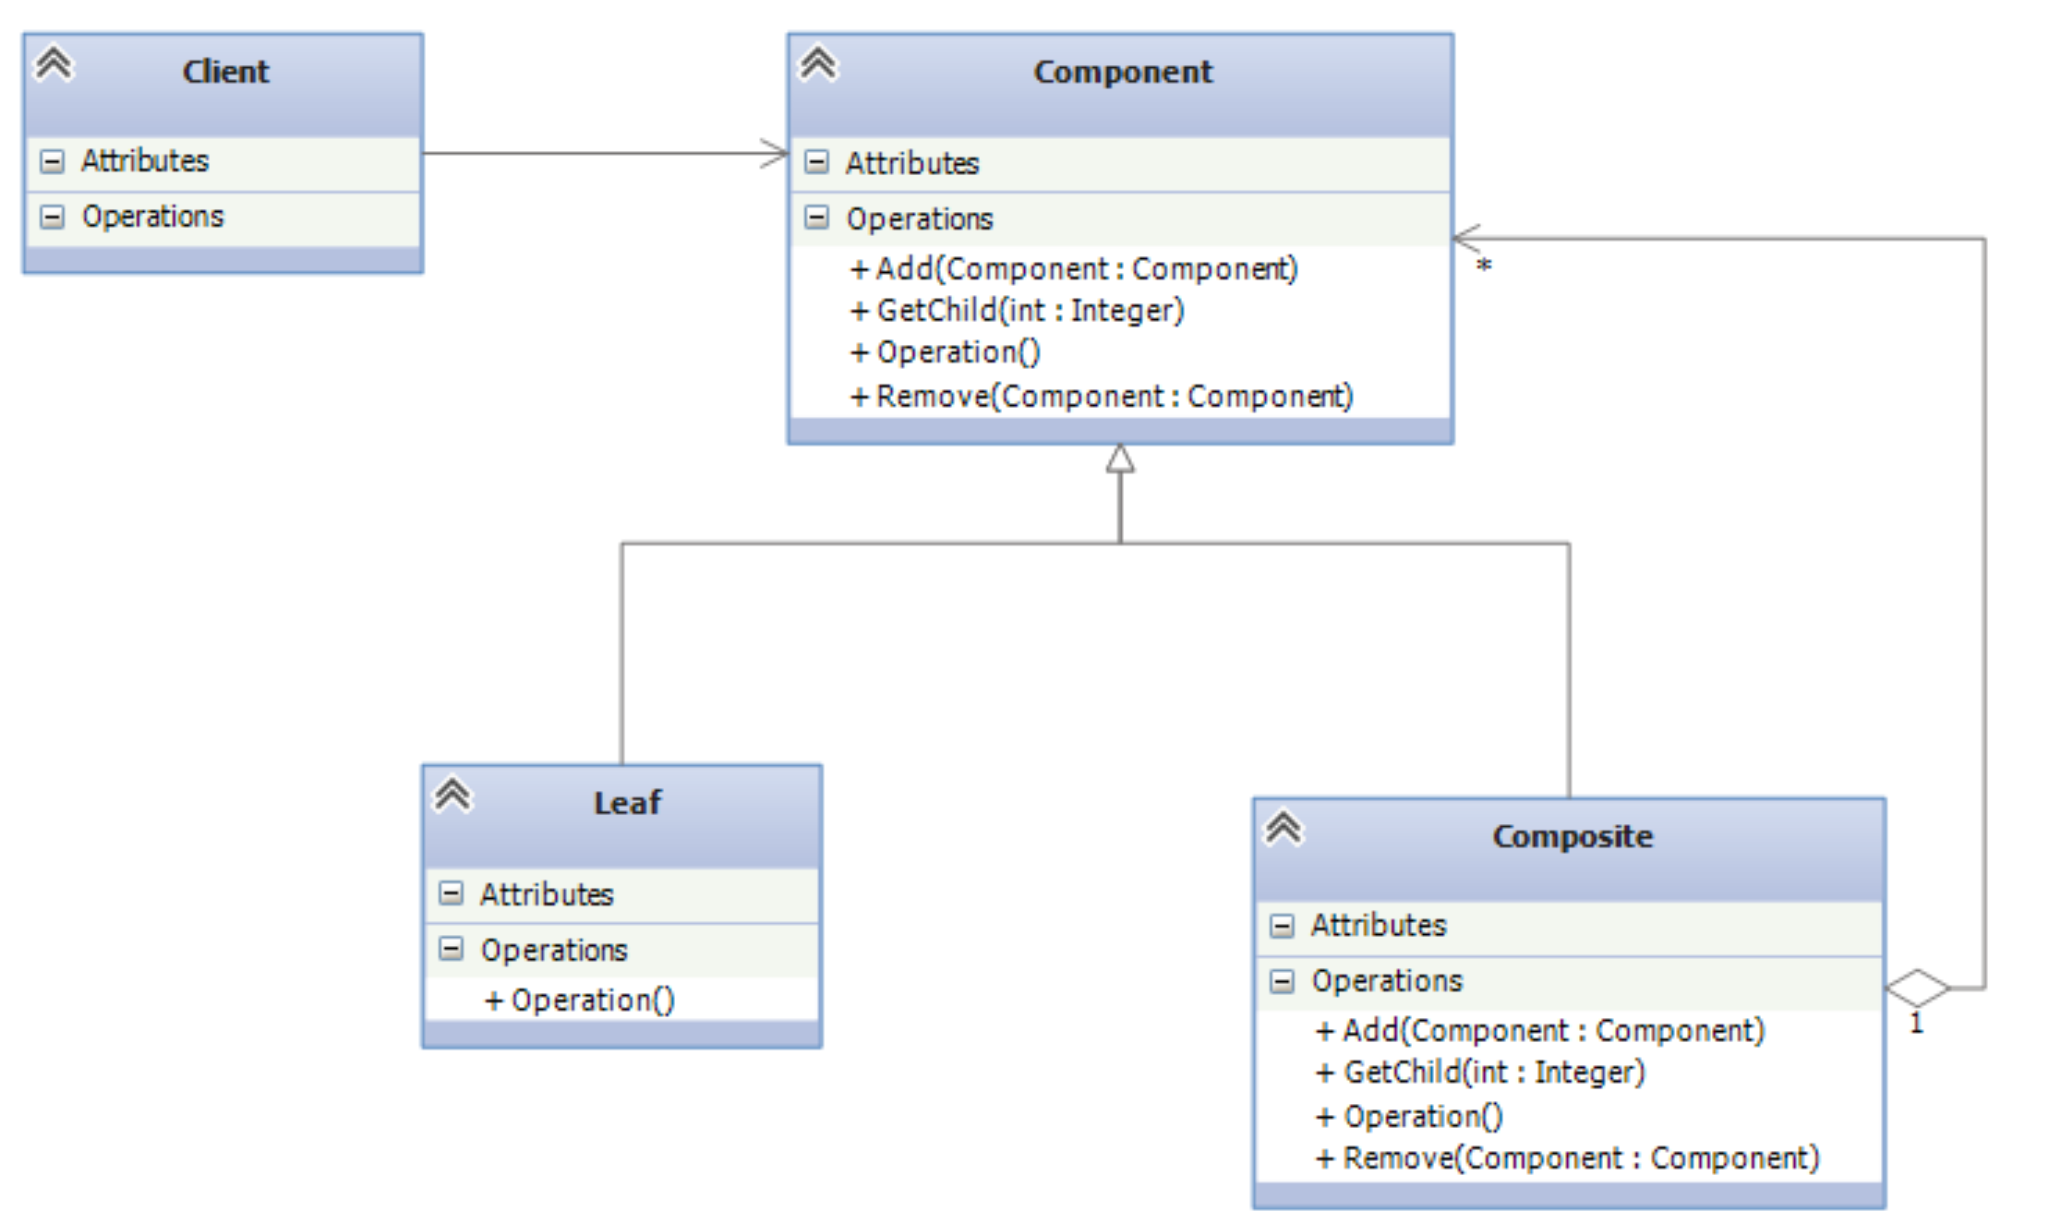 Client
Attributes
Operations
Component
Attributes
Operations
+ Add(Component : Component)
+ GetChild(int : Integer)
+ Operation()
+ Remove(Component : Component)
*
Leaf
Attributes
Operations
+ Operation()
Composite
Attributes
Operations
+ Add(Component : Component)
+ GetChild(int : Integer)
+ Operation()
+ Remove(Component : Component)
1